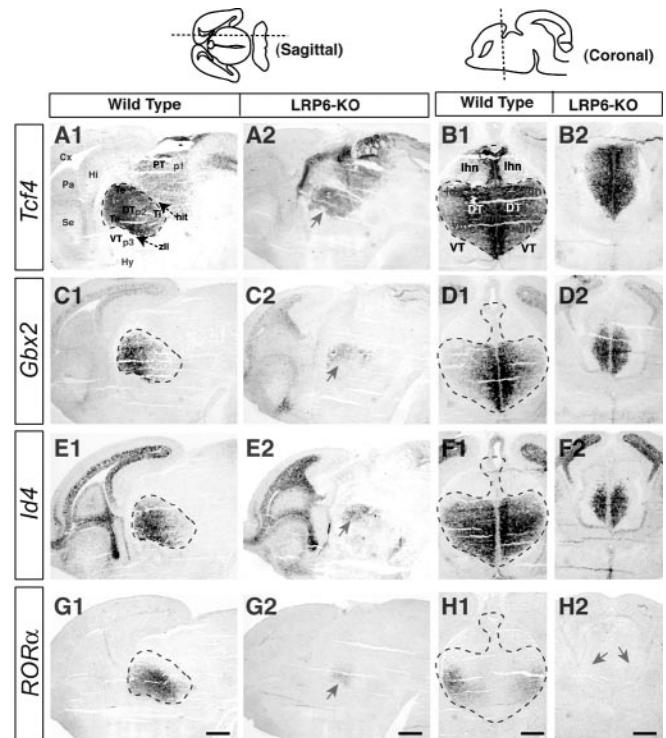 (Sagittal)
(Coronal)
Wild Type
LRP6-KO
Wild Type
LRP6-KO
Tcf4
A1
Cx
Pa
Se
Hi
PT
p1
DT
p2
hit
VT
p3
zli
Hy
A2
B1
lhn
lhn
DT
DT
VT
VT
B2
Gbx2
C1
C2
D1
D2
Id4
E1
E2
F1
F2
RORα
G1
G2
H1
H2